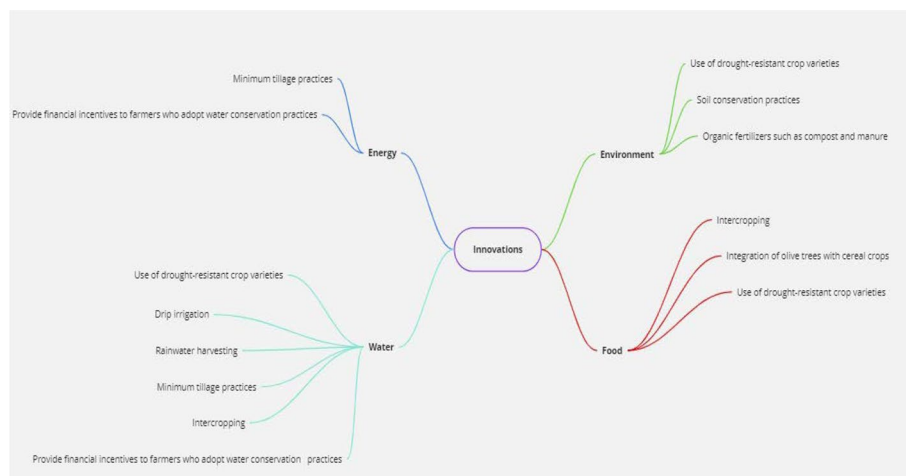 Innovations
Energy
Minimum tillage practices
Provide financial incentives to farmers who adopt water conservation practices
Environment
Use of drought-resistant crop varieties
Soil conservation practices
Organic fertilizers such as compost and manure
Water
Use of drought-resistant crop varieties
Drip irrigation
Rainwater harvesting
Minimum tillage practices
Intercropping
Provide financial incentives to farmers who adopt water conservation practices
Food
Intercropping
Integration of olive trees with cereal crops
Use of drought-resistant crop varieties